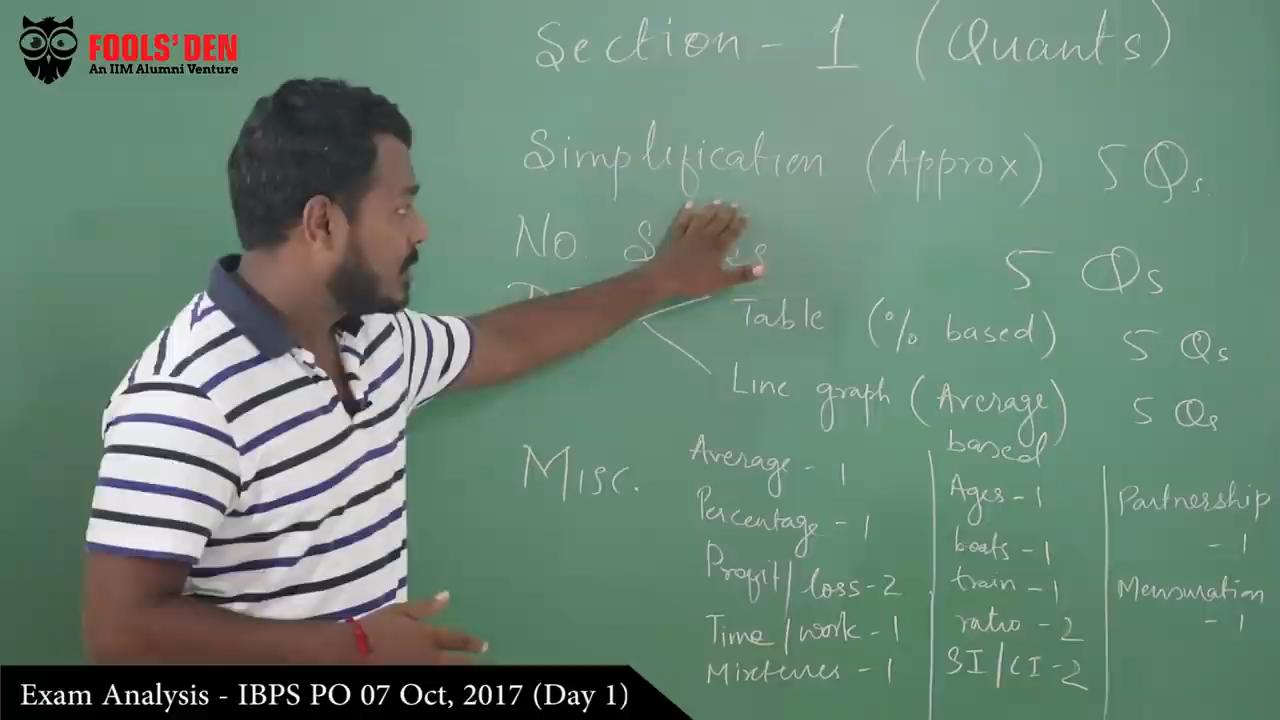 FOOLS' DEN
An IIM Alumni Venture
Section - 1 (Quants)
Simplification (Approx) 5 Qs.
No 5 Qs
Table (% based) 5 Qs
Line graph (Average based) 5 Qs
Misc.
Average - 1
Percentage - 1
Profit / loss - 2
Time / work - 1
Mixtures - 1
Ages - 1
boats - 1
train - 1
ratio - 2
SI / CI - 2
Partnership - 1
Mensuration - 1
Exam Analysis - IBPS PO 07 Oct, 2017 (Day 1)